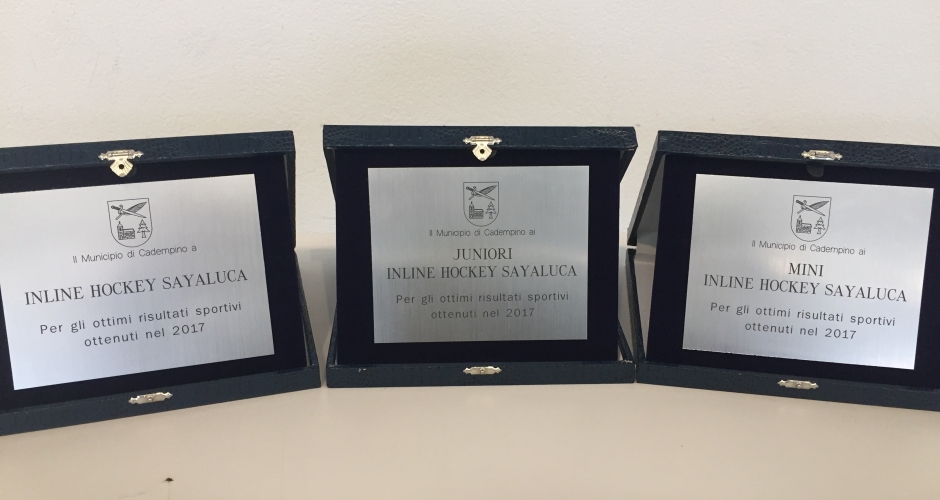 Il Municipio di Cadempino a
INLINE HOCKEY SAYALUCA
Per gli ottimi risultati sportivi
ottenuti nel 2017
Il Municipio di Cadempino ai
JUNIORI
INLINE HOCKEY SAYALUCA
Per gli ottimi risultati sportivi
ottenuti nel 2017
Il Municipio di Cadempino ai
MINI
INLINE HOCKEY SAYALUCA
Per gli ottimi risultati sportivi
ottenuti nel 2017